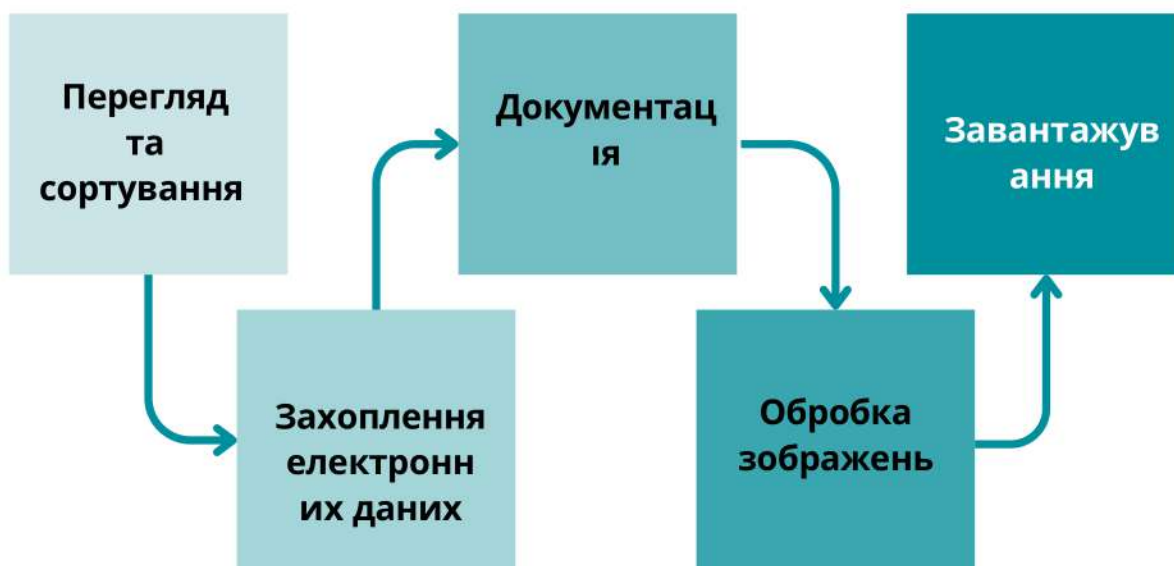 Перегляд
та
сортування
Захоплення
електронн
их даних
Документац
ія
Обробка
зображень
Завантажув
ання